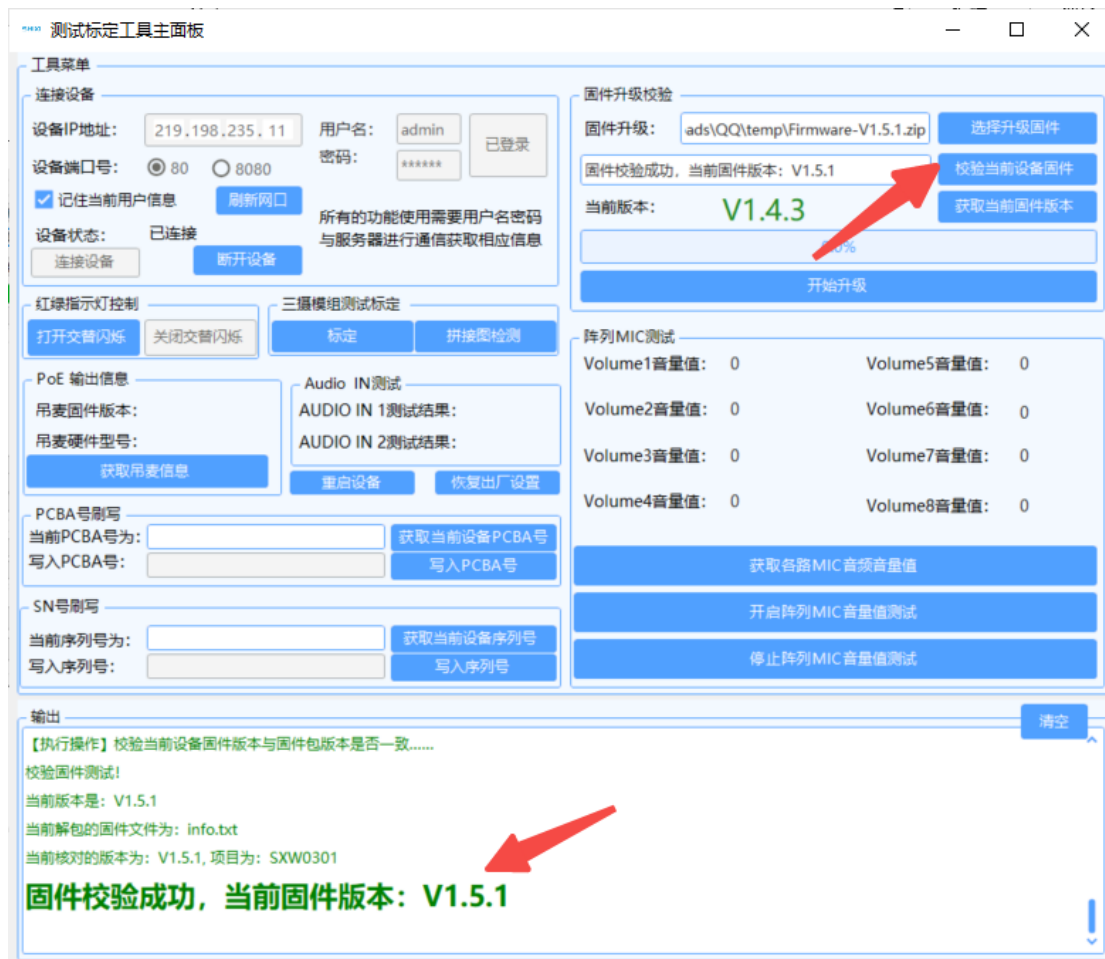 测试标定工具主面板
工具菜单
连接设备
设备IP地址： 219.198.235.11 用户名： admin 已登录
设备端口号： 80 8080 密码： ******
记住当前用户信息 刷新网口
所有的功能使用需要用户名密码
与服务器进行通信获取相应信息
设备状态： 已连接
连接设备 断开设备
固件升级校验
固件升级： ads\QQ\temp\Firmware-V1.5.1.zip 选择升级固件
固件校验成功，当前固件版本：V1.5.1 校验当前设备固件
当前版本： V1.4.3 获取当前固件版本
开始升级
红绿指示灯控制
打开交替闪烁 关闭交替闪烁
三摄模组测试标定
标定 拼接图检测
PoE 输出信息
吊麦固件版本：
吊麦硬件型号：
获取吊麦信息
Audio IN测试
AUDIO IN 1测试结果：
AUDIO IN 2测试结果：
重启设备 恢复出厂设置
PCBA号刷写
当前PCBA号为： 获取当前设备PCBA号
写入PCBA号： 写入PCBA号
SN号刷写
当前序列号为： 获取当前设备序列号
写入序列号： 写入序列号
阵列MIC测试
Volume1音量值： 0 Volume5音量值： 0
Volume2音量值： 0 Volume6音量值： 0
Volume3音量值： 0 Volume7音量值： 0
Volume4音量值： 0 Volume8音量值： 0
获取各路MIC音频音量值
开启阵列MIC音量值测试
停止阵列MIC音量值测试
输出 清空
【执行操作】校验当前设备固件版本与固件包版本是否一致......
校验固件测试！
当前版本是：V1.5.1
当前解包的固件文件为：info.txt
当前核对的版本为：V1.5.1, 项目为：SXW0301
固件校验成功，当前固件版本：V1.5.1